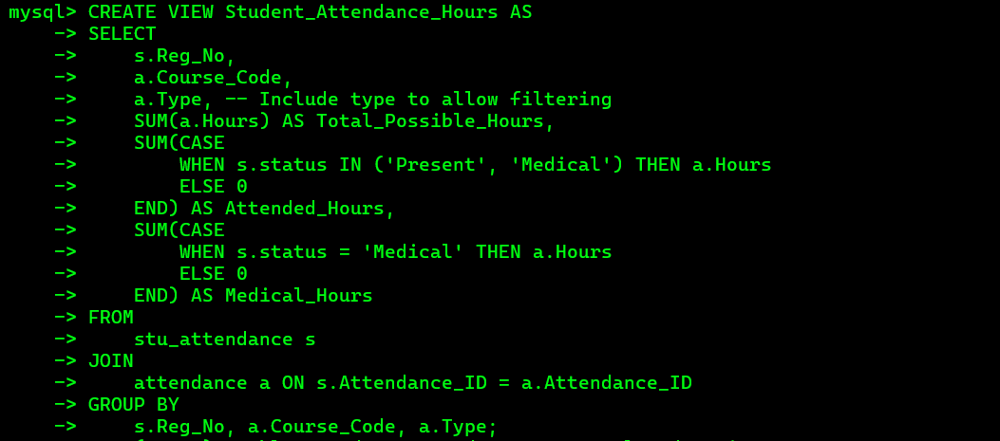 mysql> CREATE VIEW Student_Attendance_Hours AS
    -> SELECT
    ->     s.Reg_No,
    ->     a.Course_Code,
    ->     a.Type, -- Include type to allow filtering
    ->     SUM(a.Hours) AS Total_Possible_Hours,
    ->     SUM(CASE
    ->         WHEN s.status IN ('Present', 'Medical') THEN a.Hours
    ->         ELSE 0
    ->     END) AS Attended_Hours,
    ->     SUM(CASE
    ->         WHEN s.status = 'Medical' THEN a.Hours
    ->         ELSE 0
    ->     END) AS Medical_Hours
    -> FROM
    ->     stu_attendance s
    -> JOIN
    ->     attendance a ON s.Attendance_ID = a.Attendance_ID
    -> GROUP BY
    ->     s.Reg_No, a.Course_Code, a.Type;